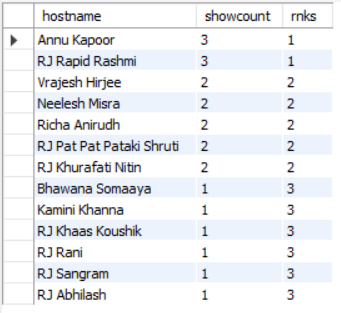 hostname showcount rnks
Annu Kapoor 3 1
RJ Rapid Rashmi 3 1
Vrajesh Hirjee 2 2
Neelesh Misra 2 2
Richa Anirudh 2 2
RJ Pat Pat Pataki Shruti 2 2
RJ Khurafati Nitin 2 2
Bhawana Somaaya 1 3
Kamini Khanna 1 3
RJ Khaas Koushik 1 3
RJ Rani 1 3
RJ Sangram 1 3
RJ Abhilash 1 3